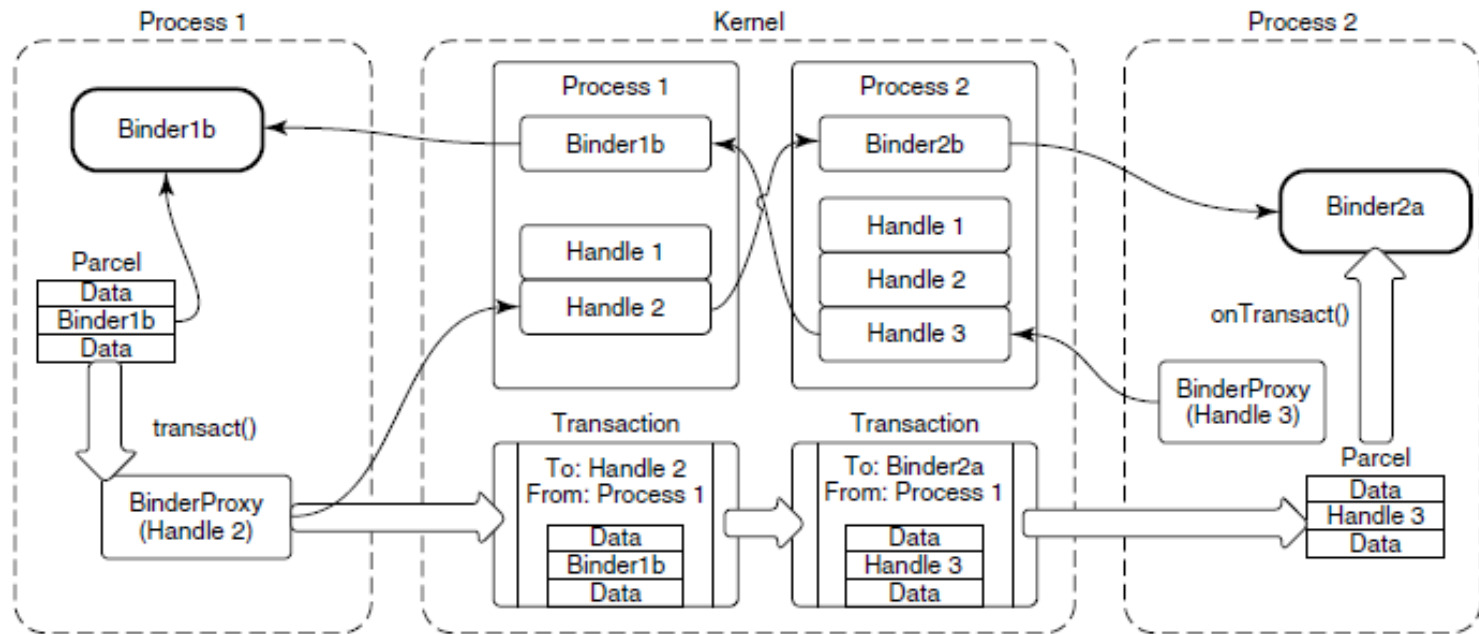 Process 1
Kernel
Process 2
Process 1
Process 2
Binder1b
Binder1b
Binder2b
Binder2a
Handle 1
Handle 2
Handle 1
Handle 2
Handle 3
Parcel
Data
Binder1b
Data
transact()
BinderProxy
(Handle 2)
Transaction
To: Handle 2
From: Process 1
Data
Binder1b
Data
Transaction
To: Binder2a
From: Process 1
Data
Handle 3
Data
onTransact()
BinderProxy
(Handle 3)
Parcel
Data
Handle 3
Data